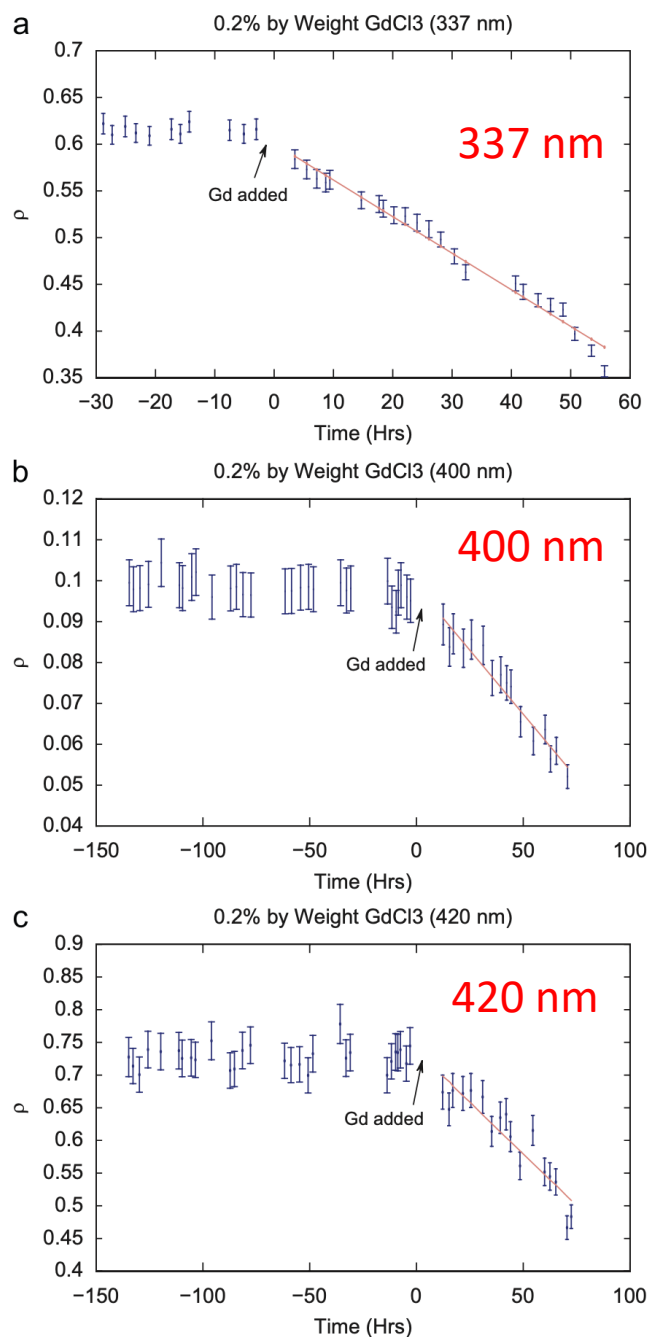 a
0.2% by Weight GdCl3 (337 nm)
0.7
0.65
0.6
0.55
0.5
0.45
0.4
0.35
ρ
337 nm
Gd added
−30 −20 −10 0 10 20 30 40 50 60
Time (Hrs)
b
0.2% by Weight GdCl3 (400 nm)
0.12
0.11
0.1
0.09
0.08
0.07
0.06
0.05
0.04
ρ
400 nm
Gd added
−150 −100 −50 0 50 100
Time (Hrs)
c
0.2% by Weight GdCl3 (420 nm)
0.9
0.85
0.8
0.75
0.7
0.65
0.6
0.55
0.5
0.45
0.4
ρ
420 nm
Gd added
−150 −100 −50 0 50 100
Time (Hrs)